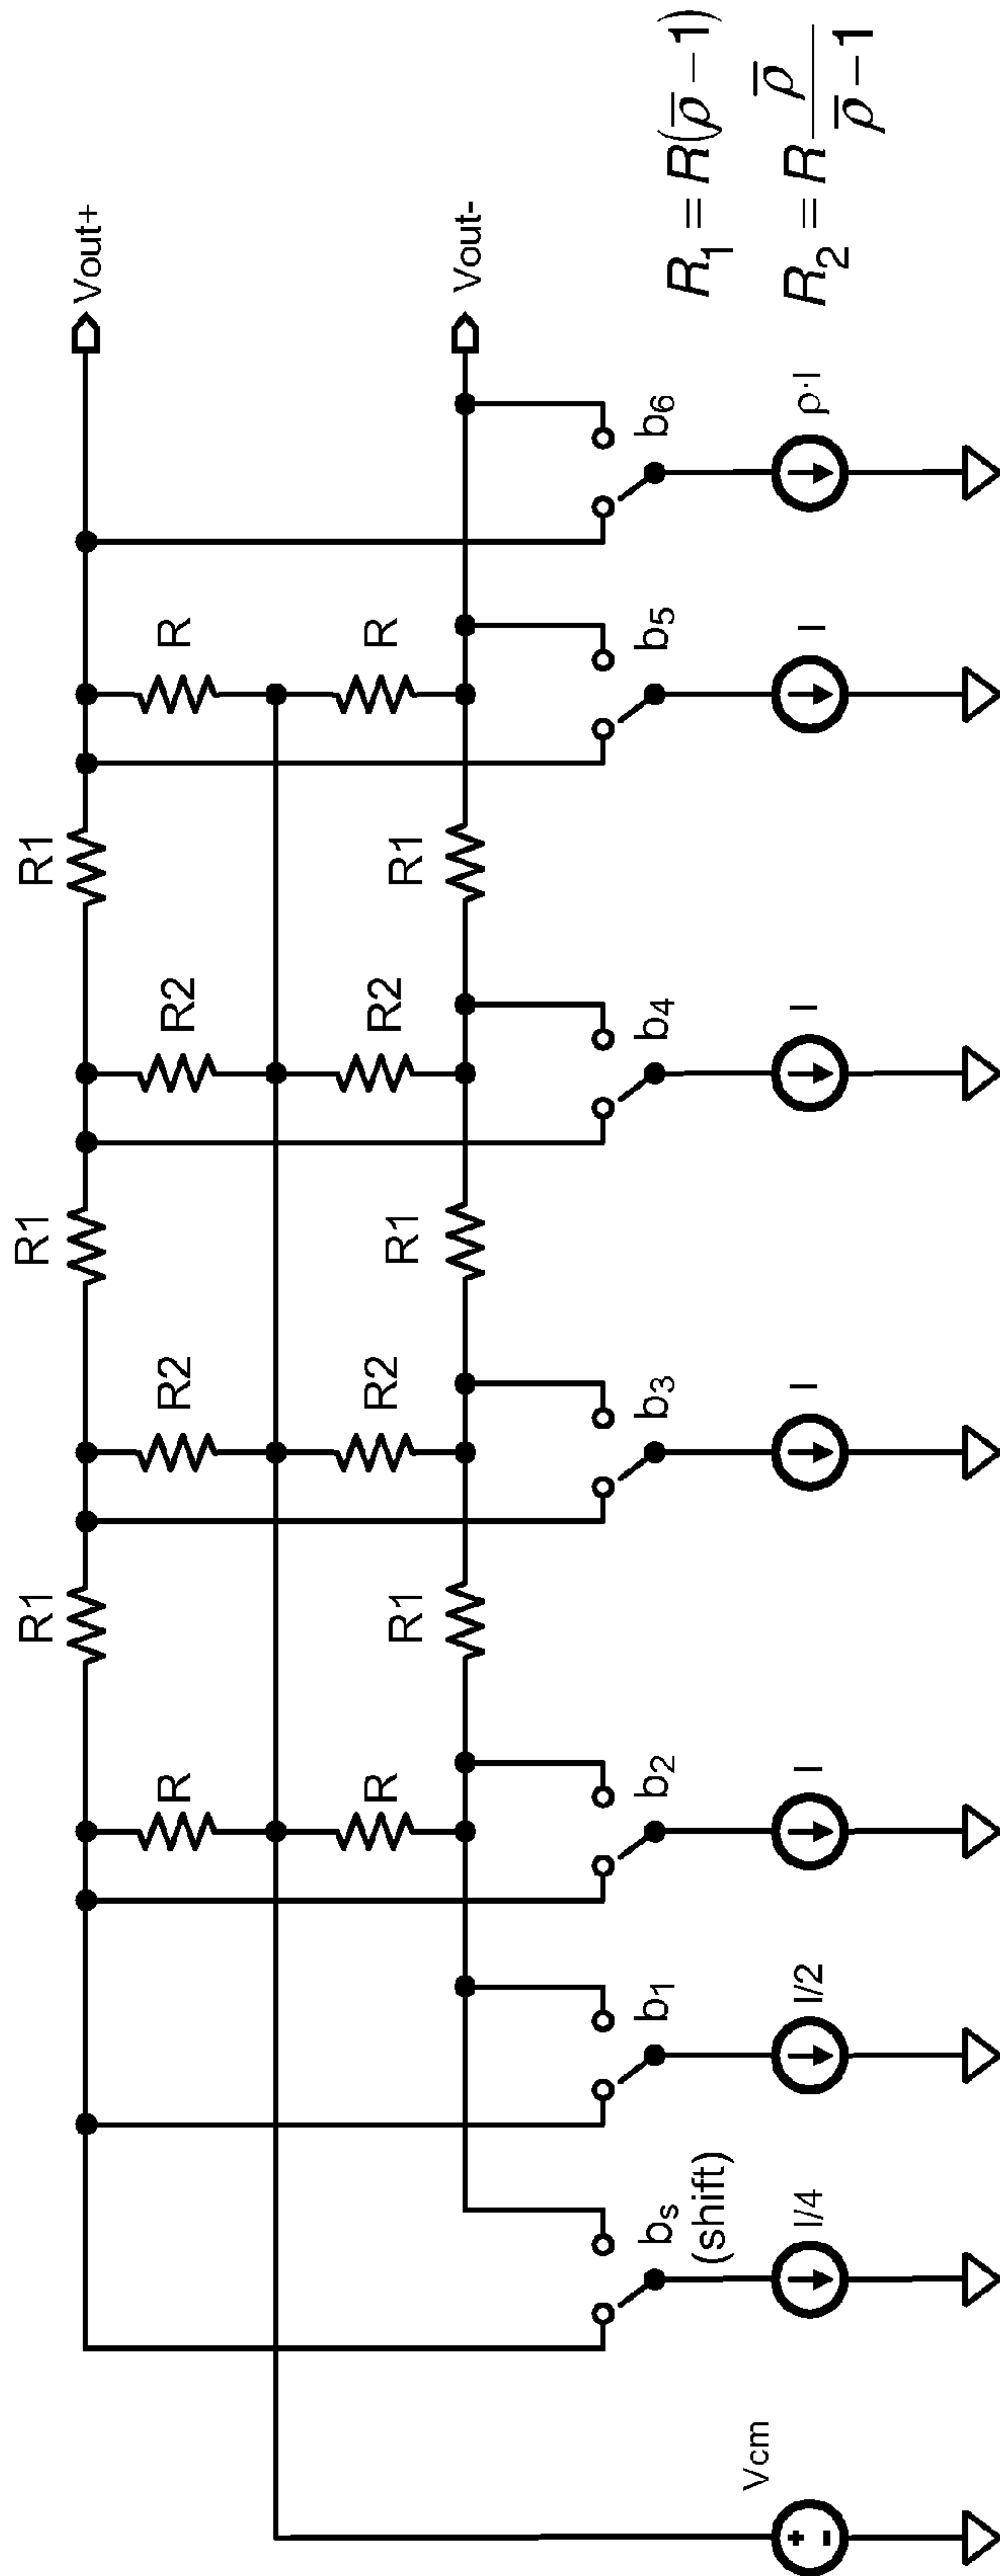 R1
R1
R1
Vout+
R
R2
R2
R
R
R2
R2
R
R1
R1
R1
Vout-
bₛ
(shift)
b₁
b₂
b₃
b₄
b₅
b₆
Vcm
I/4
I/2
I
I
I
I
ρ·I
R₁ = R(ρ̄ − 1)
R₂ = R ρ̄ / ρ̄ − 1